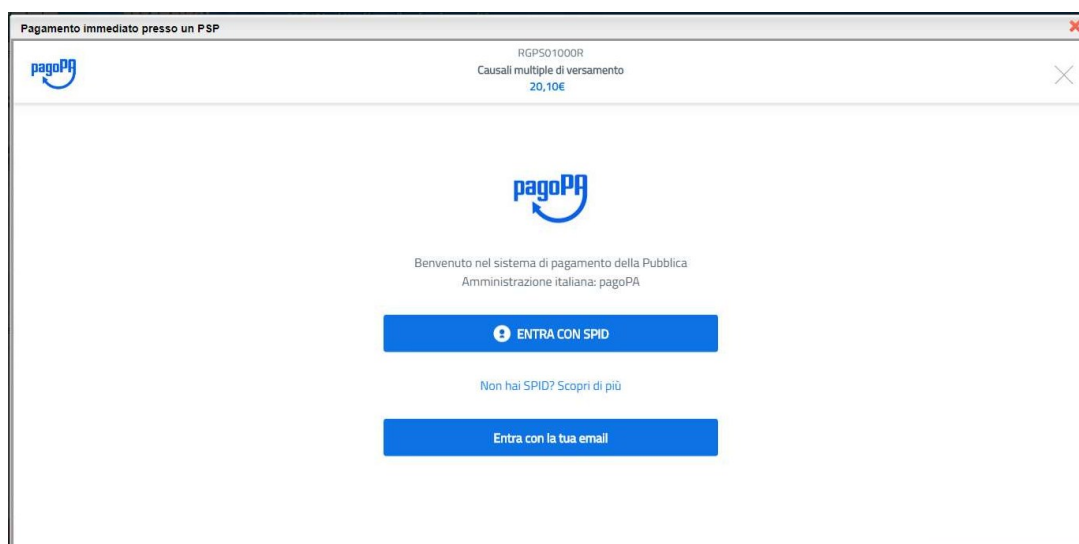 Pagamento immediato presso un PSP
pagoPA
RGPS01000R
Causali multiple di versamento
20,10€
pagoPA
Benvenuto nel sistema di pagamento della Pubblica
Amministrazione italiana: pagoPA
ENTRA CON SPID
Non hai SPID? Scopri di più
Entra con la tua email